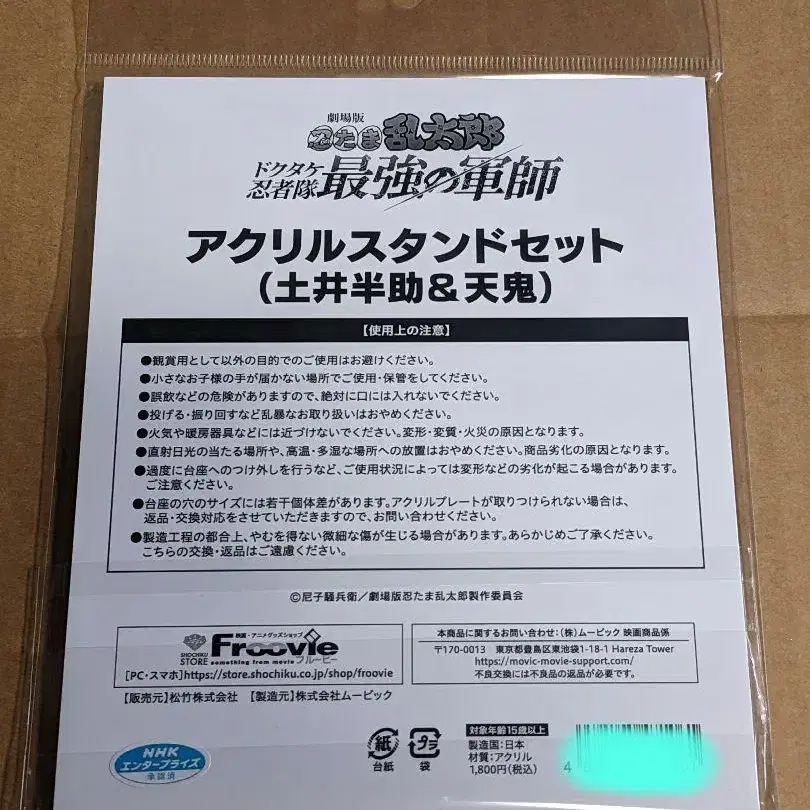 劇場版
忍たま乱太郎
ドクタケ忍者隊 最強の軍師
アクリルスタンドセット
（土井半助＆天鬼）
【使用上の注意】
●観賞用として以外の目的でのご使用はお避けください。
●小さなお子様の手が届かない場所でご使用・保管をしてください。
●誤飲などの危険がありますので、絶対に口には入れないでください。
●投げる・振り回すなど乱暴なお取り扱いはおやめください。
●火気や暖房器具などには近づけないでください。変形・変質・火災の原因となります。
●直射日光の当たる場所や、高温・多湿な場所への放置はおやめください。商品劣化の原因となります。
●過度に台座へのつけ外しを行うなど、ご使用状況によっては変形などの劣化が起こる場合があります。
ご注意ください。
●台座の穴のサイズには若干個体差があります。アクリルプレートが取りつけられない場合は、
返品・交換対応をさせていただきますので、お問い合わせください。
●製造工程の都合上、やむを得ない微細な傷が生じる場合があります。あらかじめご了承ください。
こちらの交換・返品はご遠慮ください。
©尼子騒兵衛／劇場版忍たま乱太郎製作委員会
映画・アニメグッズショップ
SHOCHIKU STORE Froovie
something from movie フルービー
[PC・スマホ]https://store.shochiku.co.jp/shop/froovie
本商品に関するお問い合わせ：（株）ムービック 映画商品係
〒170-0013 東京都豊島区東池袋1-18-1 Hareza Tower
https://movic-movie-support.com/
不良交換には不良品の返品が必要です。
【販売元】松竹株式会社 【製造元】株式会社ムービック
NHK
エンタープライズ
承認済
紙
台紙
プラ
袋
対象年齢15歳以上
製造国：日本
材質：アクリル
1,800円（税込）
4